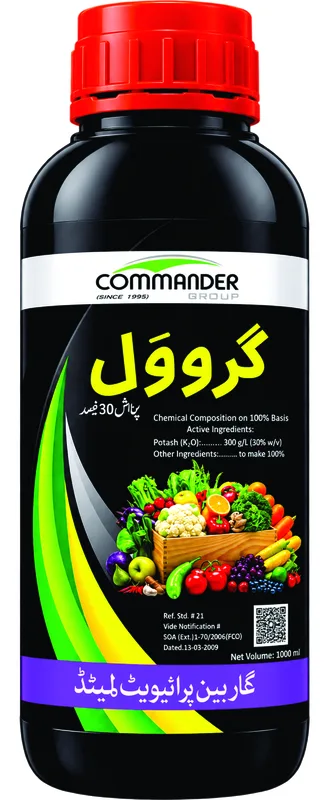 COMMANDER
(SINCE 1995) GROUP
گروول
پوٹاش 30 فیصد
Chemical Composition on 100% Basis
Active Ingredients:
Potash (K₂O):......... 300 g/L (30% w/v)
Other Ingredients:......... to make 100%
Ref. Std. # 21
Vide Notification #
SOA (Ext.)1-70/2006(FCO)
Dated.13-03-2009
Net Volume: 1000 ml
گاربین پرائیویٹ لمیٹڈ